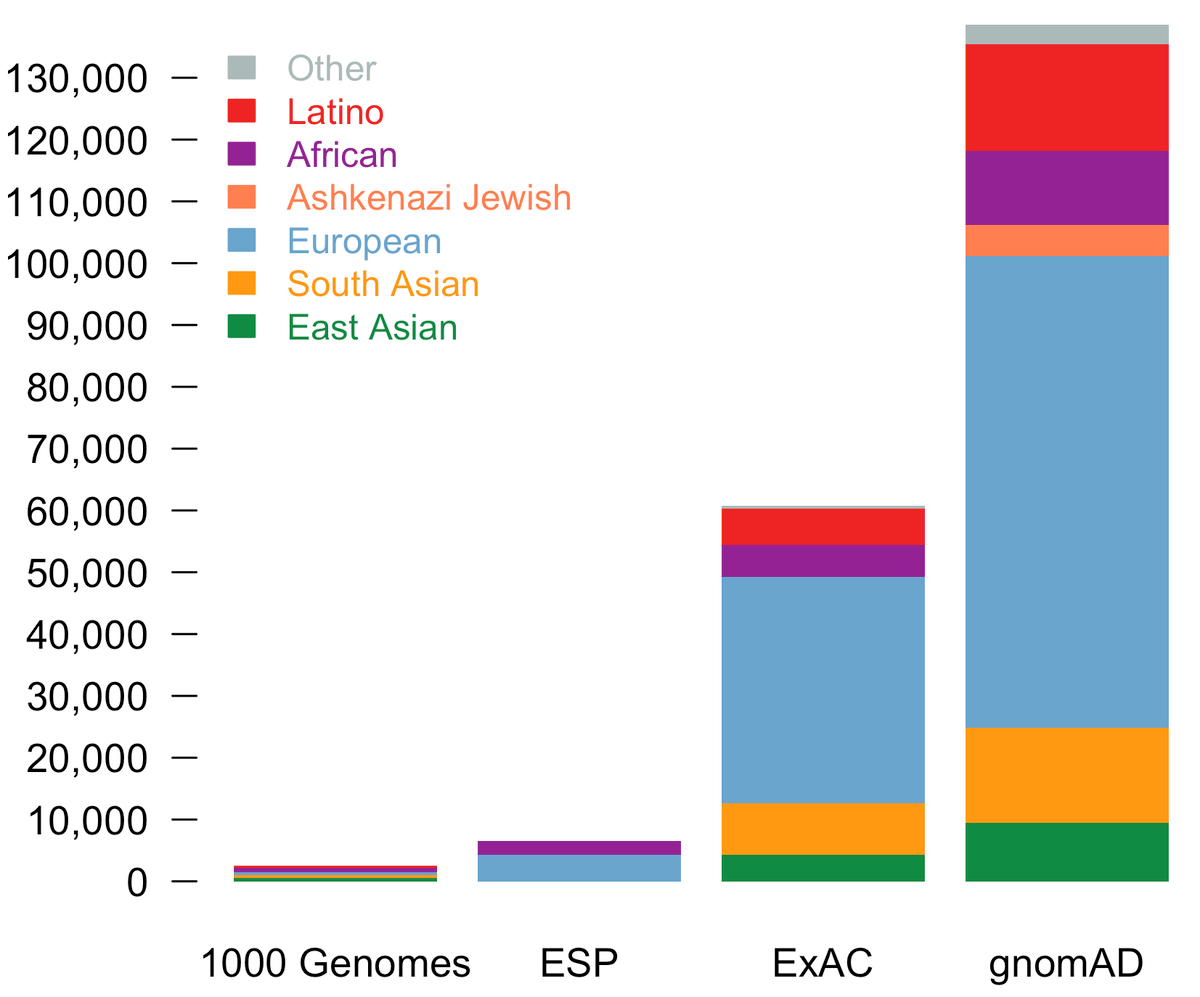 130,000
120,000
110,000
100,000
90,000
80,000
70,000
60,000
50,000
40,000
30,000
20,000
10,000
0
Other
Latino
African
Ashkenazi Jewish
European
South Asian
East Asian
1000 Genomes ESP ExAC gnomAD